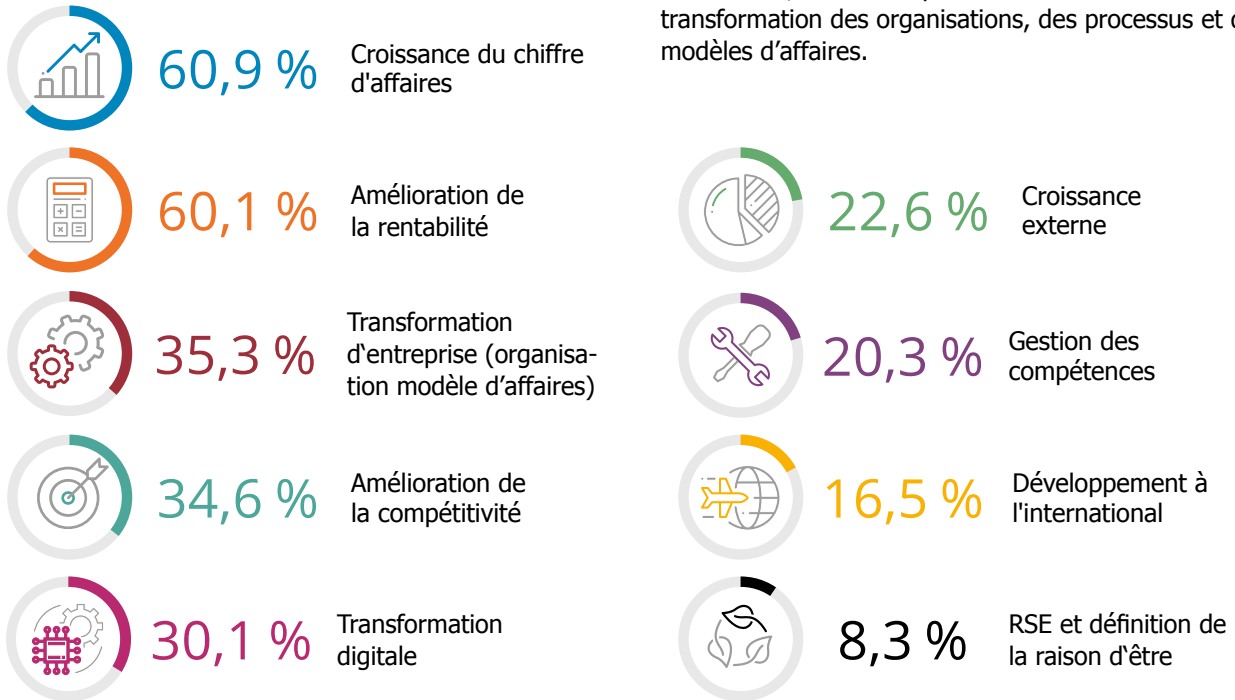 60,9 %
Croissance du chiffre
d'affaires
60,1 %
Amélioration de
la rentabilité
35,3 %
Transformation
d‘entreprise (organisa-
tion modèle d’affaires)
34,6 %
Amélioration de
la compétitivité
30,1 %
Transformation
digitale
transformation des organisations, des processus et
modèles d’affaires.
22,6 %
Croissance
externe
20,3 %
Gestion des
compétences
16,5 %
Développement à
l'international
8,3 %
RSE et définition de
la raison d‘être